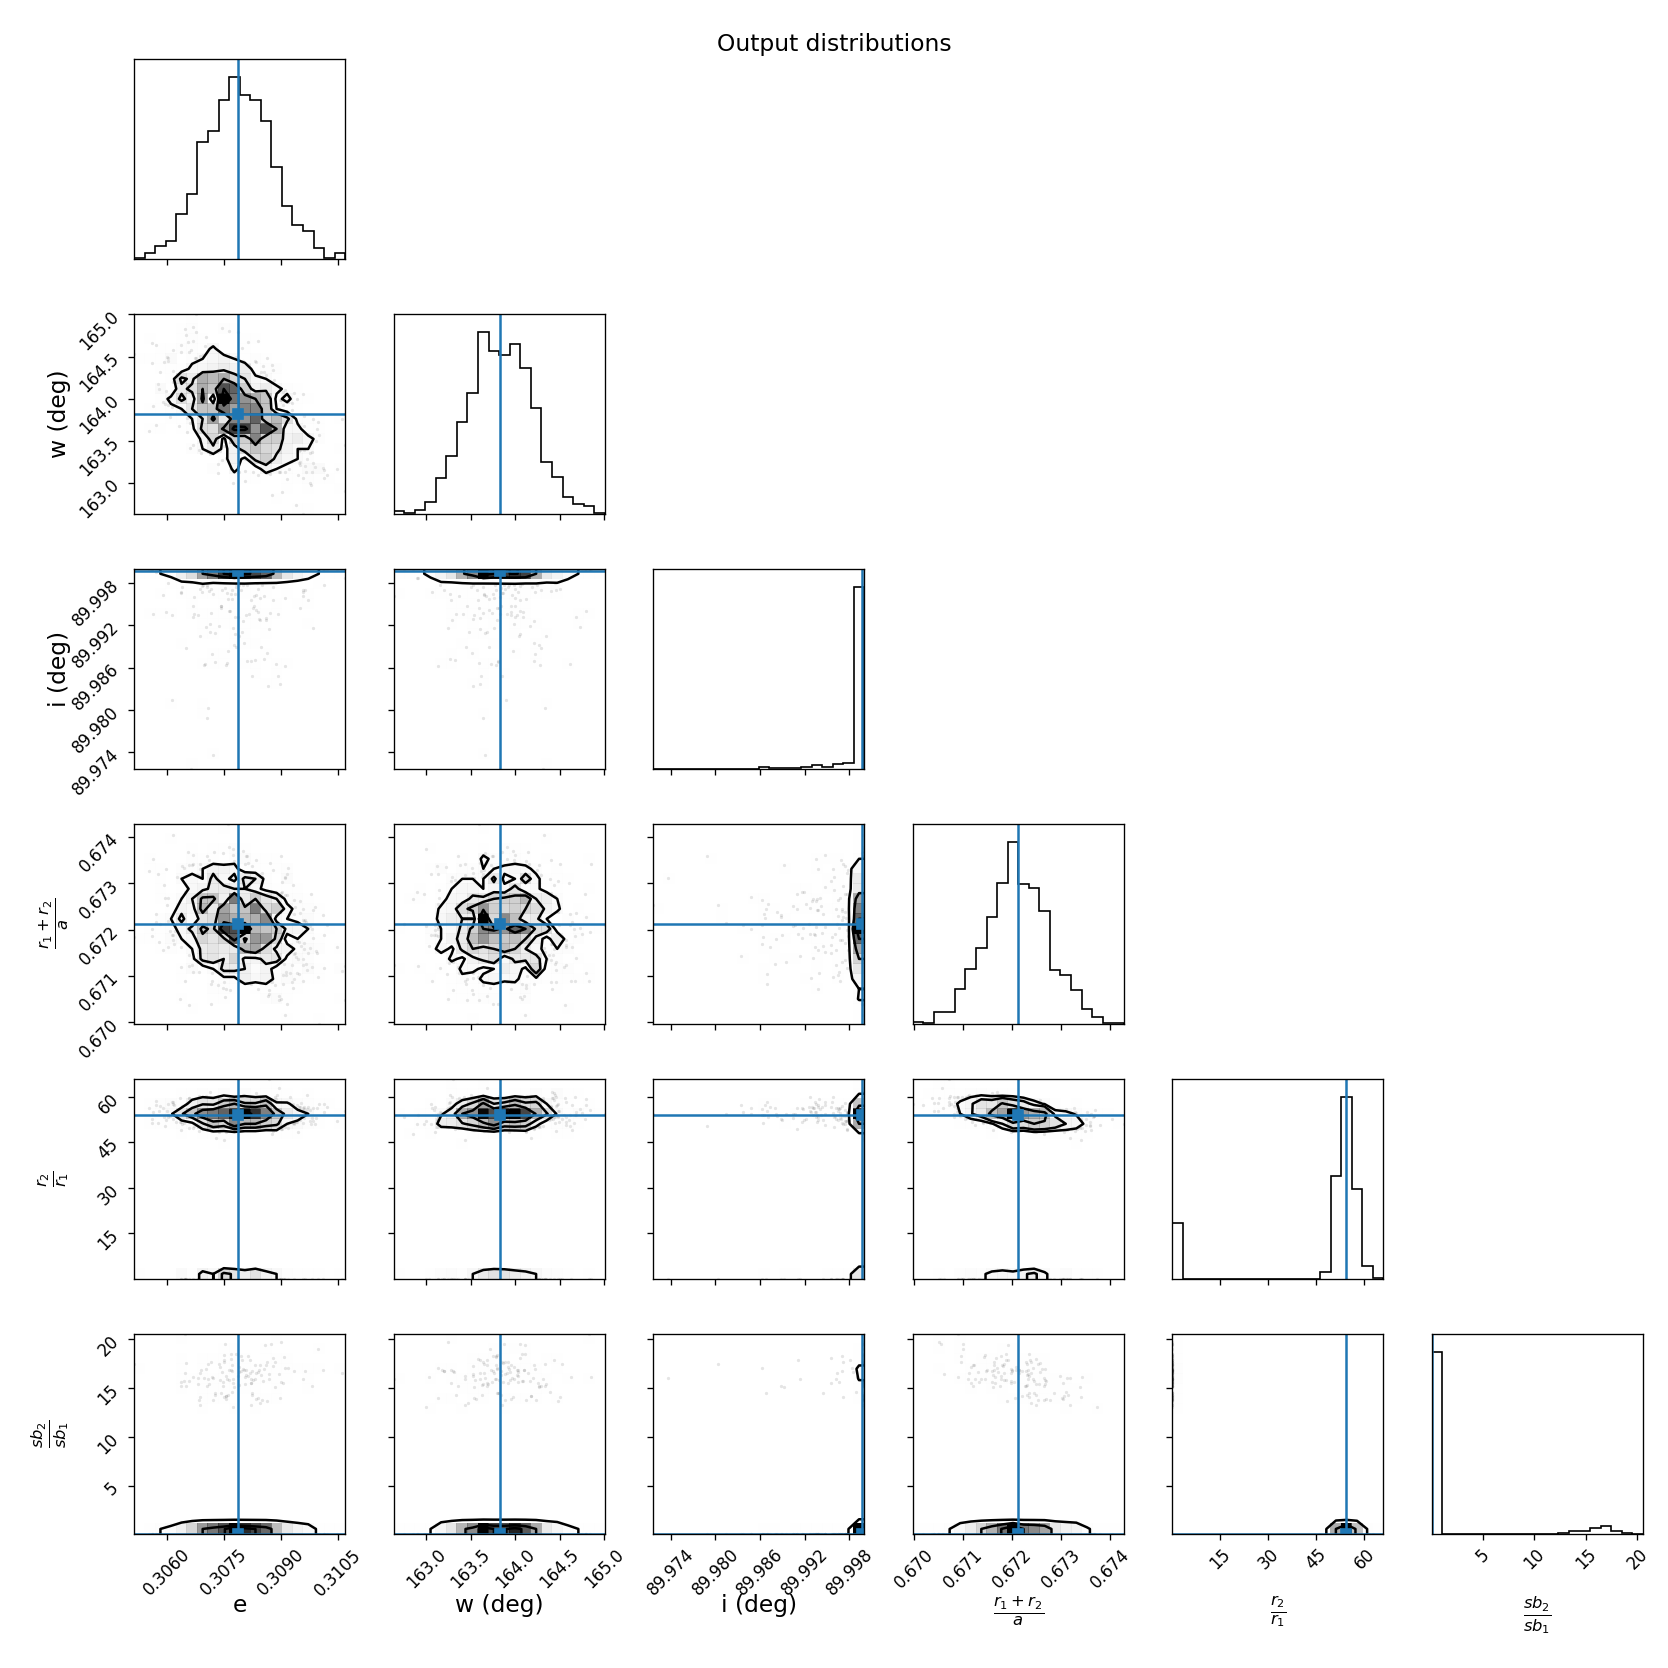 Output distributions
165.0
164.5
164.0
163.5
163.0
w (deg)
89.998
89.992
89.986
89.980
89.974
i (deg)
0.674
0.673
0.672
0.671
0.670
r₁ + r₂
a
60
45
30
15
r₂
r₁
20
15
10
5
sb₂
sb₁
0.3060 0.3075 0.3090 0.3105
e
163.0 163.5 164.0 164.5 165.0
w (deg)
89.974 89.980 89.986 89.992 89.998
i (deg)
0.670 0.671 0.672 0.673 0.674
r₁ + r₂
a
15 30 45 60
r₂
r₁
5 10 15 20
sb₂
sb₁